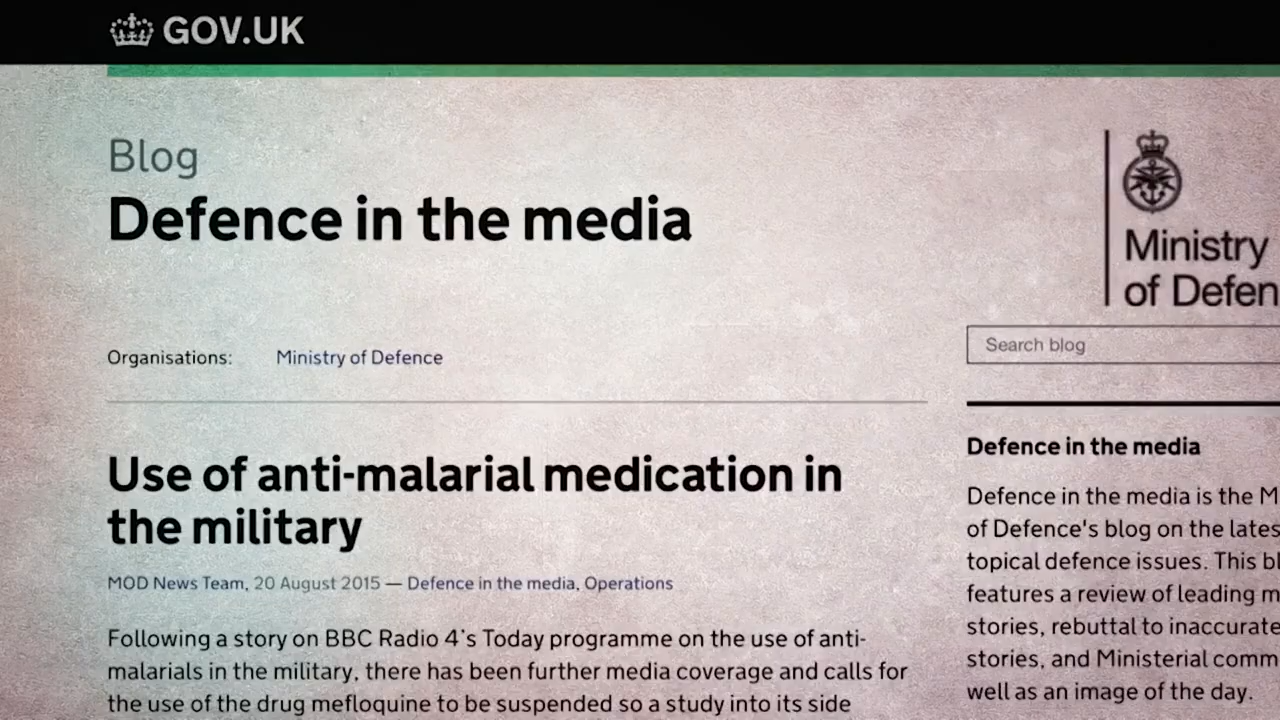 GOV.UK
Blog
Defence in the media
Ministry
of Defen
Organisations: Ministry of Defence
Search blog
Use of anti-malarial medication in
the military
MOD News Team, 20 August 2015 — Defence in the media, Operations
Following a story on BBC Radio 4's Today programme on the use of anti-
malarials in the military, there has been further media coverage and calls for
the use of the drug mefloquine to be suspended so a study into its side
Defence in the media
Defence in the media is the M
of Defence's blog on the lates
topical defence issues. This bl
features a review of leading m
stories, rebuttal to inaccurate
stories, and Ministerial comm
well as an image of the day.